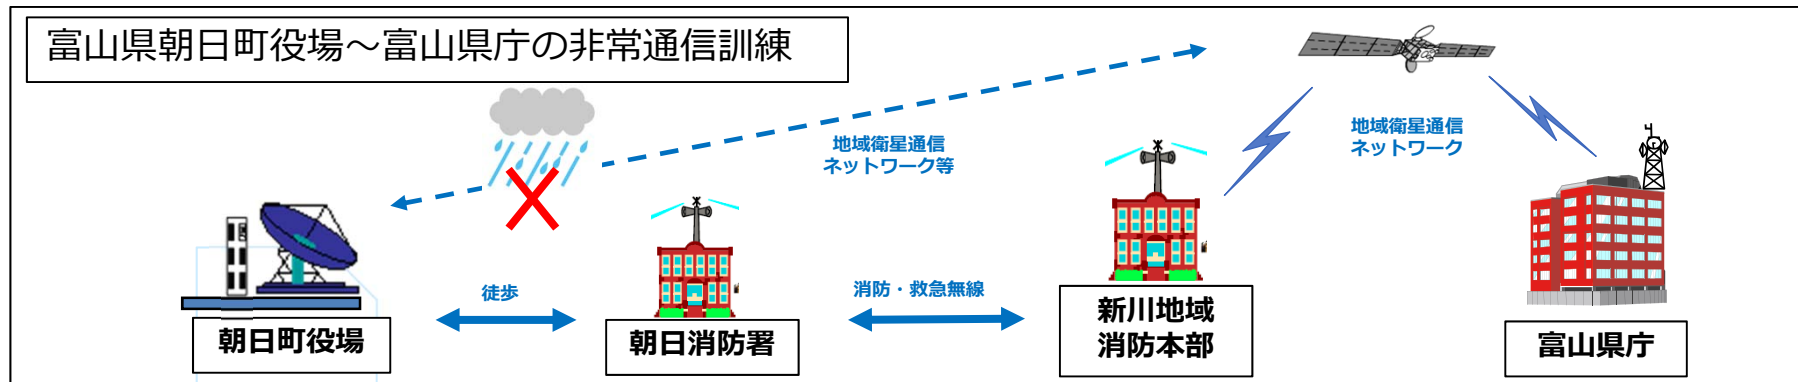 富山県朝日町役場～富山県庁の非常通信訓練
地域衛星通信
ネットワーク等
地域衛星通信
ネットワーク
徒歩
消防・救急無線
朝日町役場
朝日消防署
新川地域
消防本部
富山県庁